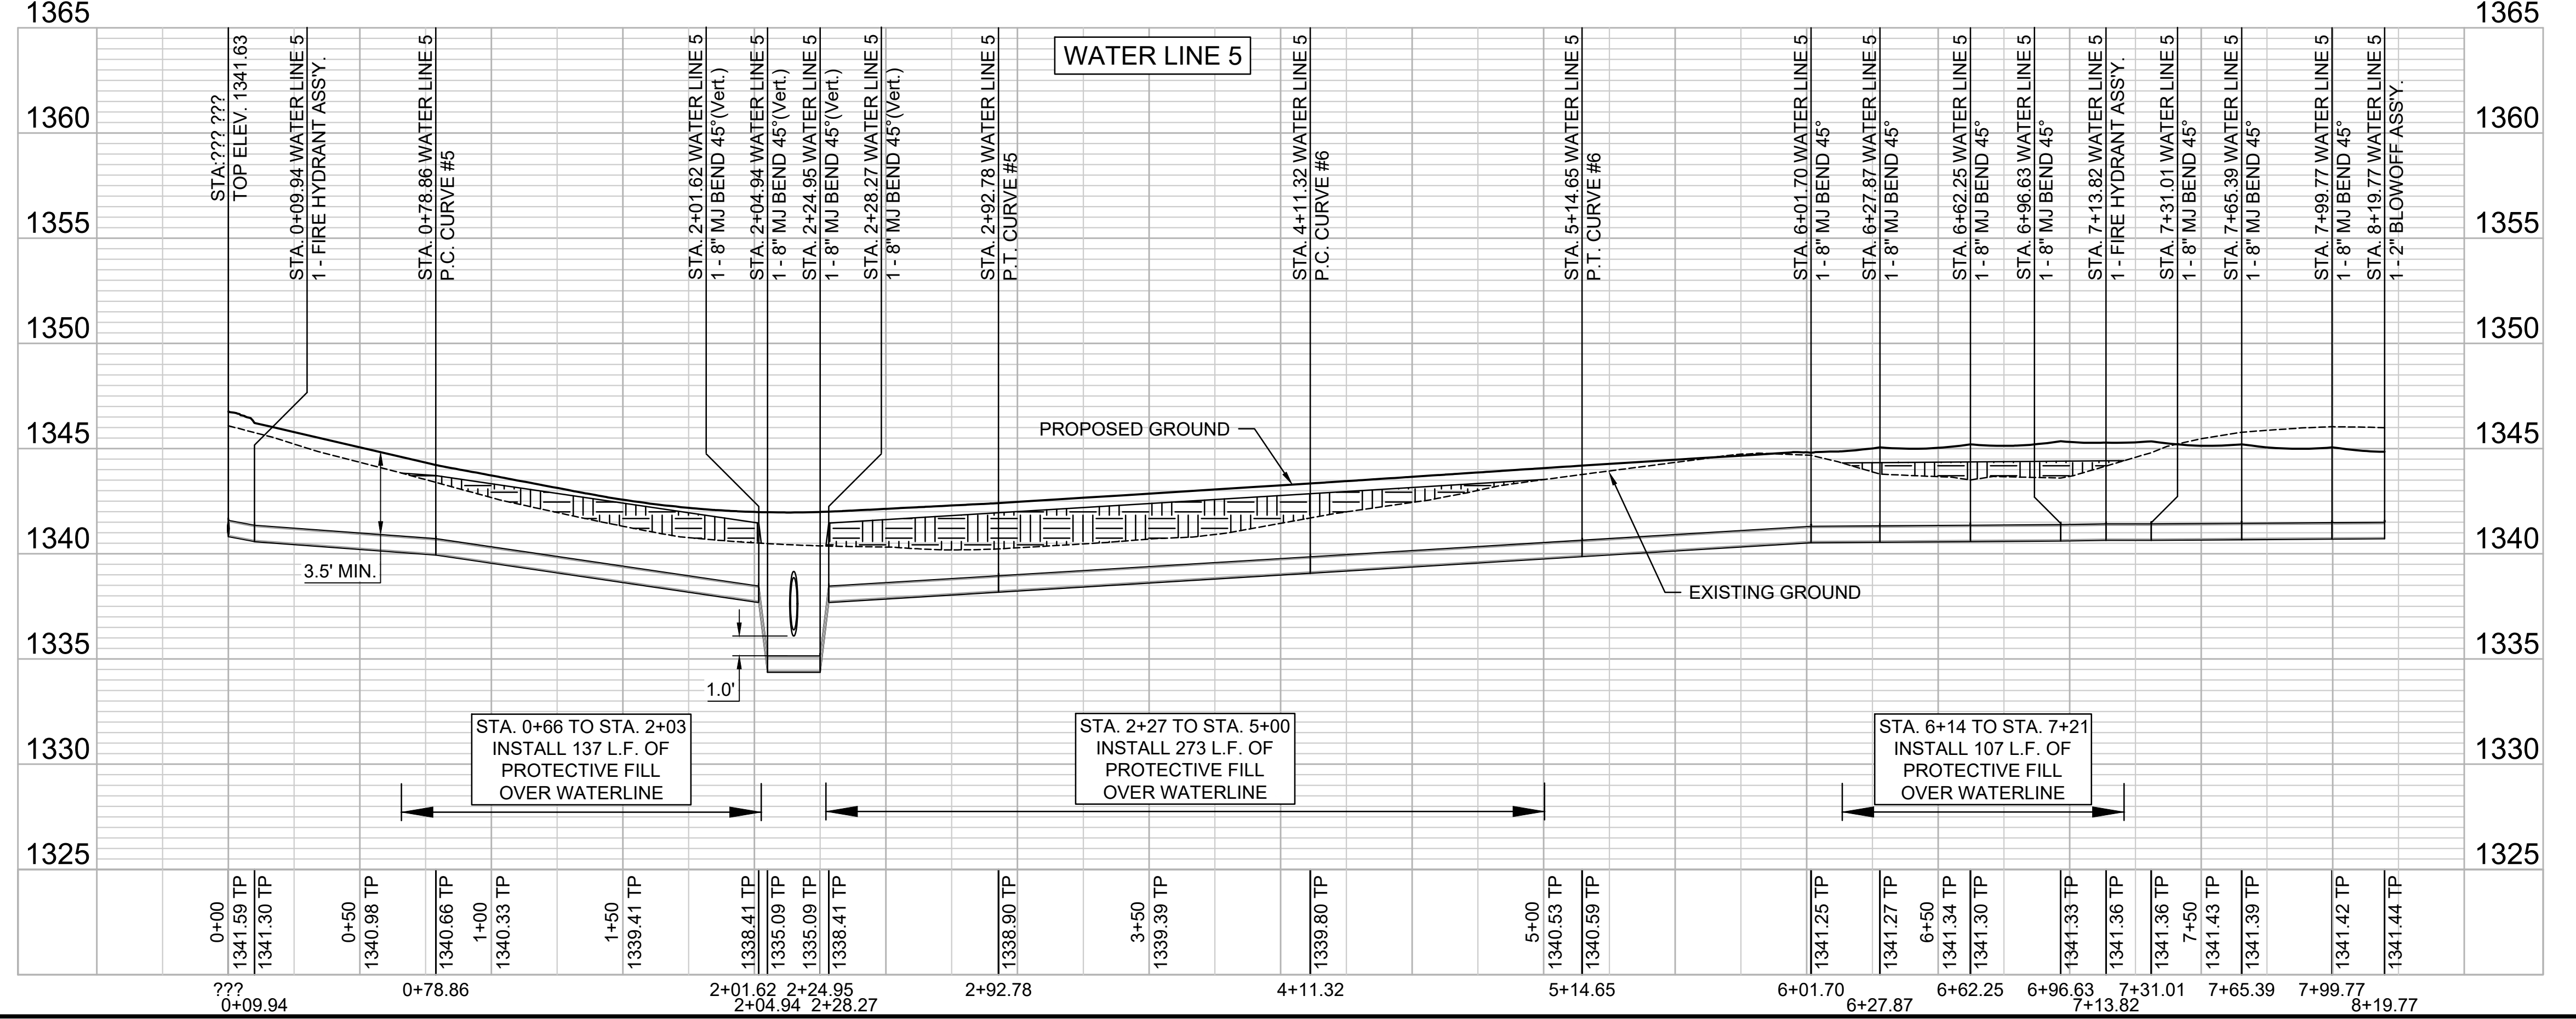 1365
1365
1360
1360
1355
1355
1350
1350
1345
1345
1340
1340
1335
1335
1330
1330
1325
1325
WATER LINE 5
STA:??? ???
TOP ELEV. 1341.63
STA. 0+09.94 WATER LINE 5
1 - FIRE HYDRANT ASS'Y.
STA. 0+78.86 WATER LINE 5
P.C. CURVE #5
STA. 2+01.62 WATER LINE 5
1 - 8" MJ BEND 45°(Vert.)
STA. 2+04.94 WATER LINE 5
1 - 8" MJ BEND 45°(Vert.)
STA. 2+24.95 WATER LINE 5
1 - 8" MJ BEND 45°(Vert.)
STA. 2+28.27 WATER LINE 5
1 - 8" MJ BEND 45°(Vert.)
STA. 2+92.78 WATER LINE 5
P.T. CURVE #5
STA. 4+11.32 WATER LINE 5
P.C. CURVE #6
STA. 5+14.65 WATER LINE 5
P.T. CURVE #6
STA. 6+01.70 WATER LINE 5
1 - 8" MJ BEND 45°
STA. 6+27.87 WATER LINE 5
1 - 8" MJ BEND 45°
STA. 6+62.25 WATER LINE 5
1 - 8" MJ BEND 45°
STA. 6+96.63 WATER LINE 5
1 - 8" MJ BEND 45°
STA. 7+13.82 WATER LINE 5
1 - FIRE HYDRANT ASS'Y.
STA. 7+31.01 WATER LINE 5
1 - 8" MJ BEND 45°
STA. 7+65.39 WATER LINE 5
1 - 8" MJ BEND 45°
STA. 7+99.77 WATER LINE 5
1 - 8" MJ BEND 45°
STA. 8+19.77 WATER LINE 5
1 - 2" BLOWOFF ASS'Y.
PROPOSED GROUND
EXISTING GROUND
3.5' MIN.
1.0'
STA. 0+66 TO STA. 2+03
INSTALL 137 L.F. OF
PROTECTIVE FILL
OVER WATERLINE
STA. 2+27 TO STA. 5+00
INSTALL 273 L.F. OF
PROTECTIVE FILL
OVER WATERLINE
STA. 6+14 TO STA. 7+21
INSTALL 107 L.F. OF
PROTECTIVE FILL
OVER WATERLINE
0+00
1341.59 TP
1341.30 TP
0+50
1340.98 TP
1340.66 TP
1+00
1340.33 TP
1+50
1339.41 TP
1338.41 TP
1335.09 TP
1335.09 TP
1338.41 TP
1338.90 TP
3+50
1339.39 TP
1339.80 TP
5+00
1340.53 TP
1340.59 TP
1341.25 TP
1341.27 TP
6+50
1341.34 TP
1341.30 TP
1341.33 TP
1341.36 TP
1341.36 TP
7+50
1341.43 TP
1341.39 TP
1341.42 TP
1341.44 TP
???
0+09.94
0+78.86
2+01.62
2+04.94
2+24.95
2+28.27
2+92.78
4+11.32
5+14.65
6+01.70
6+27.87
6+62.25
6+96.63
7+13.82
7+31.01
7+65.39
7+99.77
8+19.77